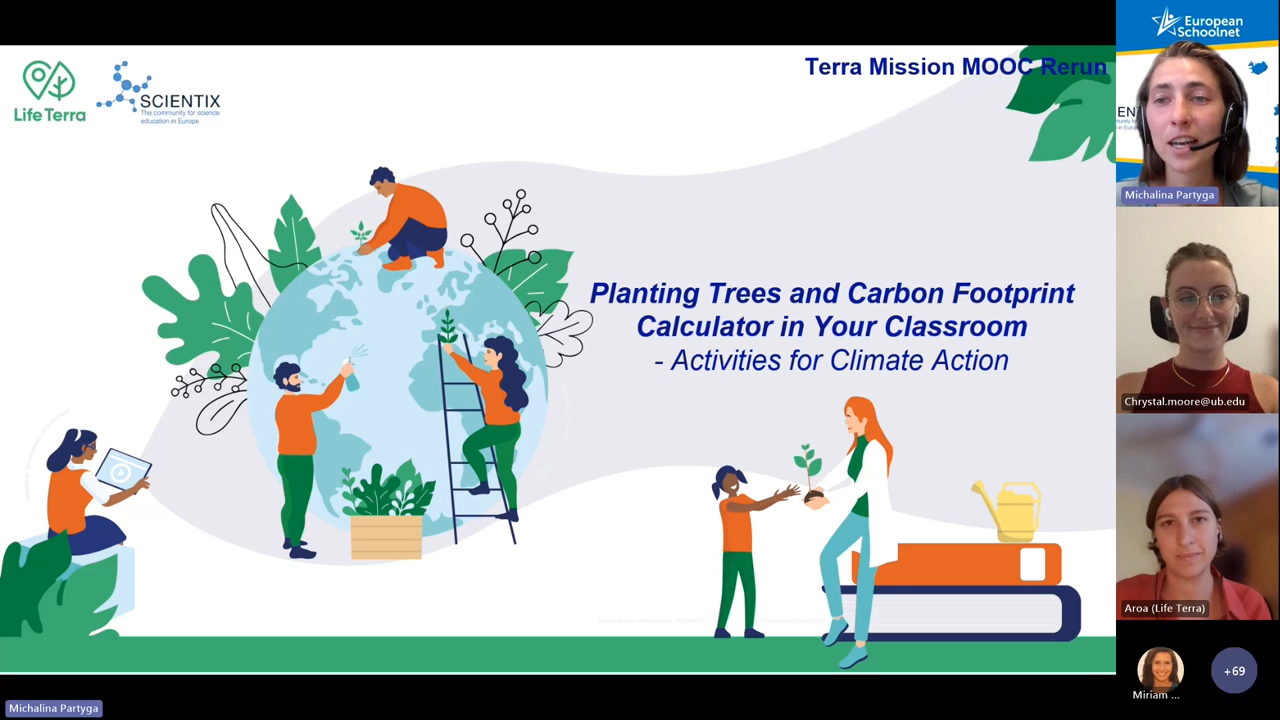 Life Terra
SCIENTIX
The community for science
education in Europe
Terra Mission MOOC Rerun
Planting Trees and Carbon Footprint
Calculator in Your Classroom
- Activities for Climate Action
European
Schoolnet
Michalina Partyga
Chrystal.moore@ub.edu
Aroa (Life Terra)
Miriam ...
+69
Michalina Partyga